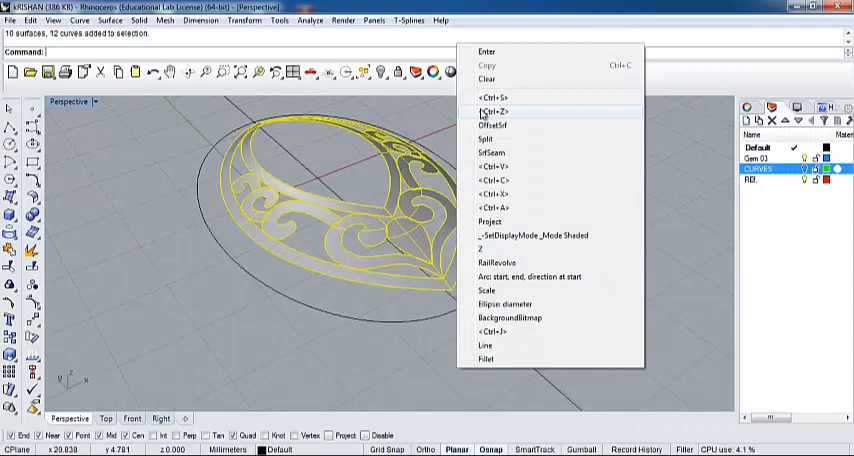 kRISHAN (386 KB) - Rhinoceros (Educational Lab License) (64-bit) - [Perspective]
File Edit View Curve Surface Solid Mesh Dimension Transform Tools Analyze Render Panels T-Splines Help
10 surfaces, 12 curves added to selection.
Command:
Enter
Copy Ctrl+C
Clear
<Ctrl+S>
<Ctrl+Z>
OffsetSrf
Split
SrfSeam
<Ctrl+V>
<Ctrl+C>
<Ctrl+X>
<Ctrl+A>
Project
_-SetDisplayMode _Mode Shaded
Z
RailRevolve
Arc: start, end, direction at start
Scale
Ellipse: diameter
BackgroundBitmap
<Ctrl+J>
Line
Fillet
Perspective
H..
Name Mater
Default
Gem 03
CURVES
REF.
z
y x
Perspective Top Front Right
End Near Point Mid Cen Int Perp Tan Quad Knot Vertex Project Disable
CPlane x 20.838 y 4.781 z 0.000 Millimeters Default Grid Snap Ortho Planar Osnap SmartTrack Gumball Record History Filter CPU use: 4.1 %